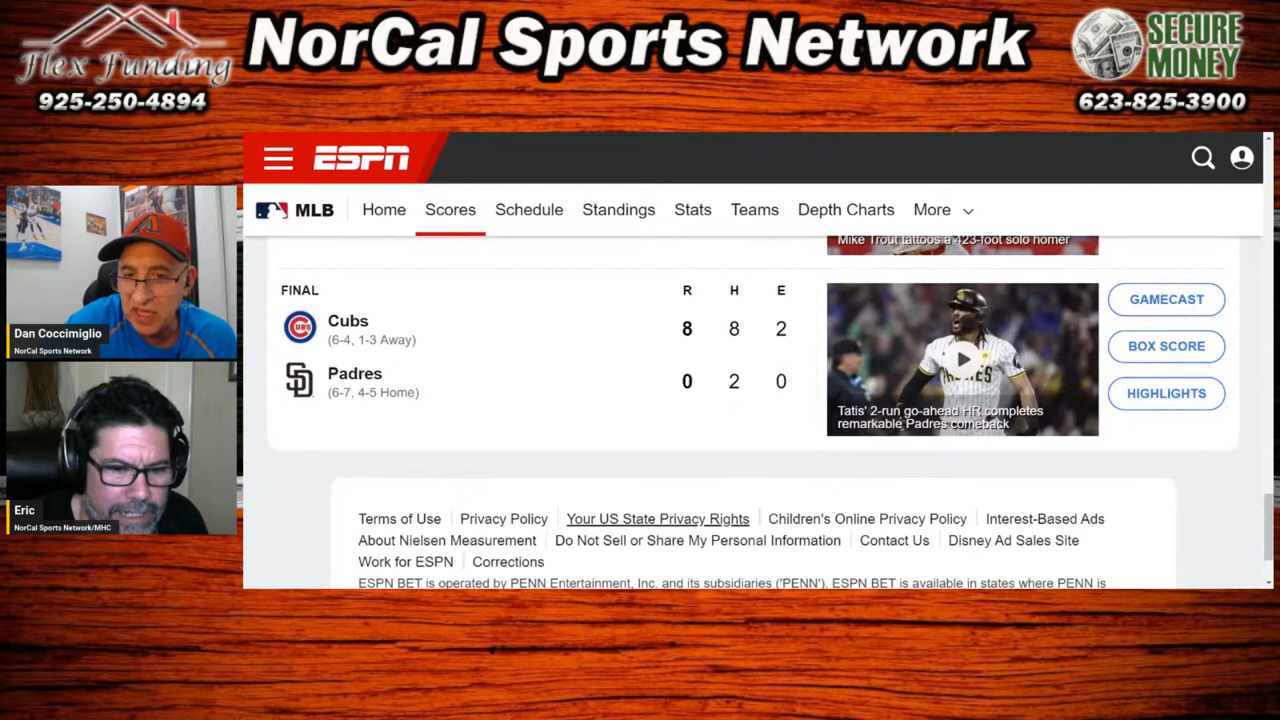 Flex Funding
925-250-4894
NorCal Sports Network
SECURE
MONEY
623-825-3900
ESPN
MLB
Home
Scores
Schedule
Standings
Stats
Teams
Depth Charts
More
Mike Trout tattoos a 423-foot solo homer
FINAL
R H E
CUBS
Cubs
(6-4, 1-3 Away)
8 8 2
SD
Padres
(6-7, 4-5 Home)
0 2 0
PADRES
Tatis' 2-run go-ahead HR completes
remarkable Padres comeback
GAMECAST
BOX SCORE
HIGHLIGHTS
A
Dan Coccimiglio
NorCal Sports Network
Eric
NorCal Sports Network/MHC
Terms of Use Privacy Policy Your US State Privacy Rights Children's Online Privacy Policy Interest-Based Ads
About Nielsen Measurement Do Not Sell or Share My Personal Information Contact Us Disney Ad Sales Site
Work for ESPN Corrections
ESPN BET is operated by PENN Entertainment, Inc. and its subsidiaries ('PENN'). ESPN BET is available in states where PENN is